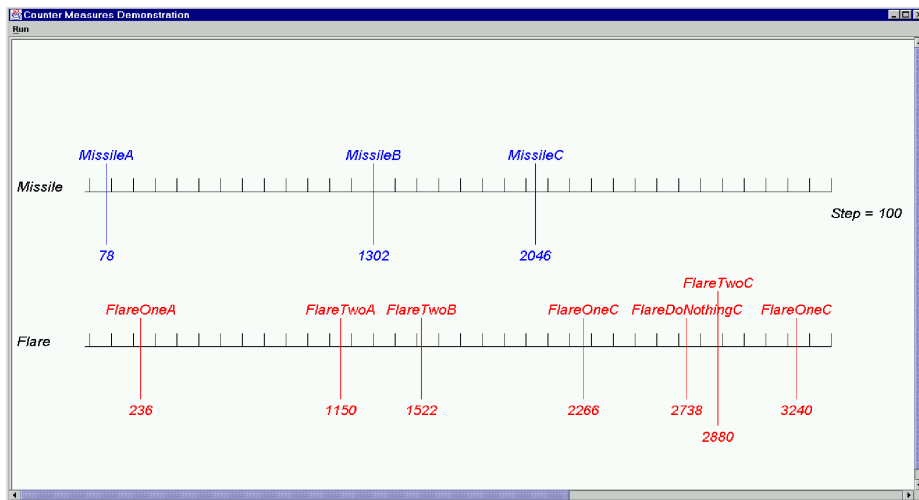 Counter Measures Demonstration
Run
MissileA MissileB MissileC
Missile
Step = 100
78 1302 2046
FlareTwoC
FlareOneA FlareTwoA FlareTwoB FlareOneC FlareDoNothingC FlareOneC
Flare
236 1150 1522 2266 2738 3240
2880